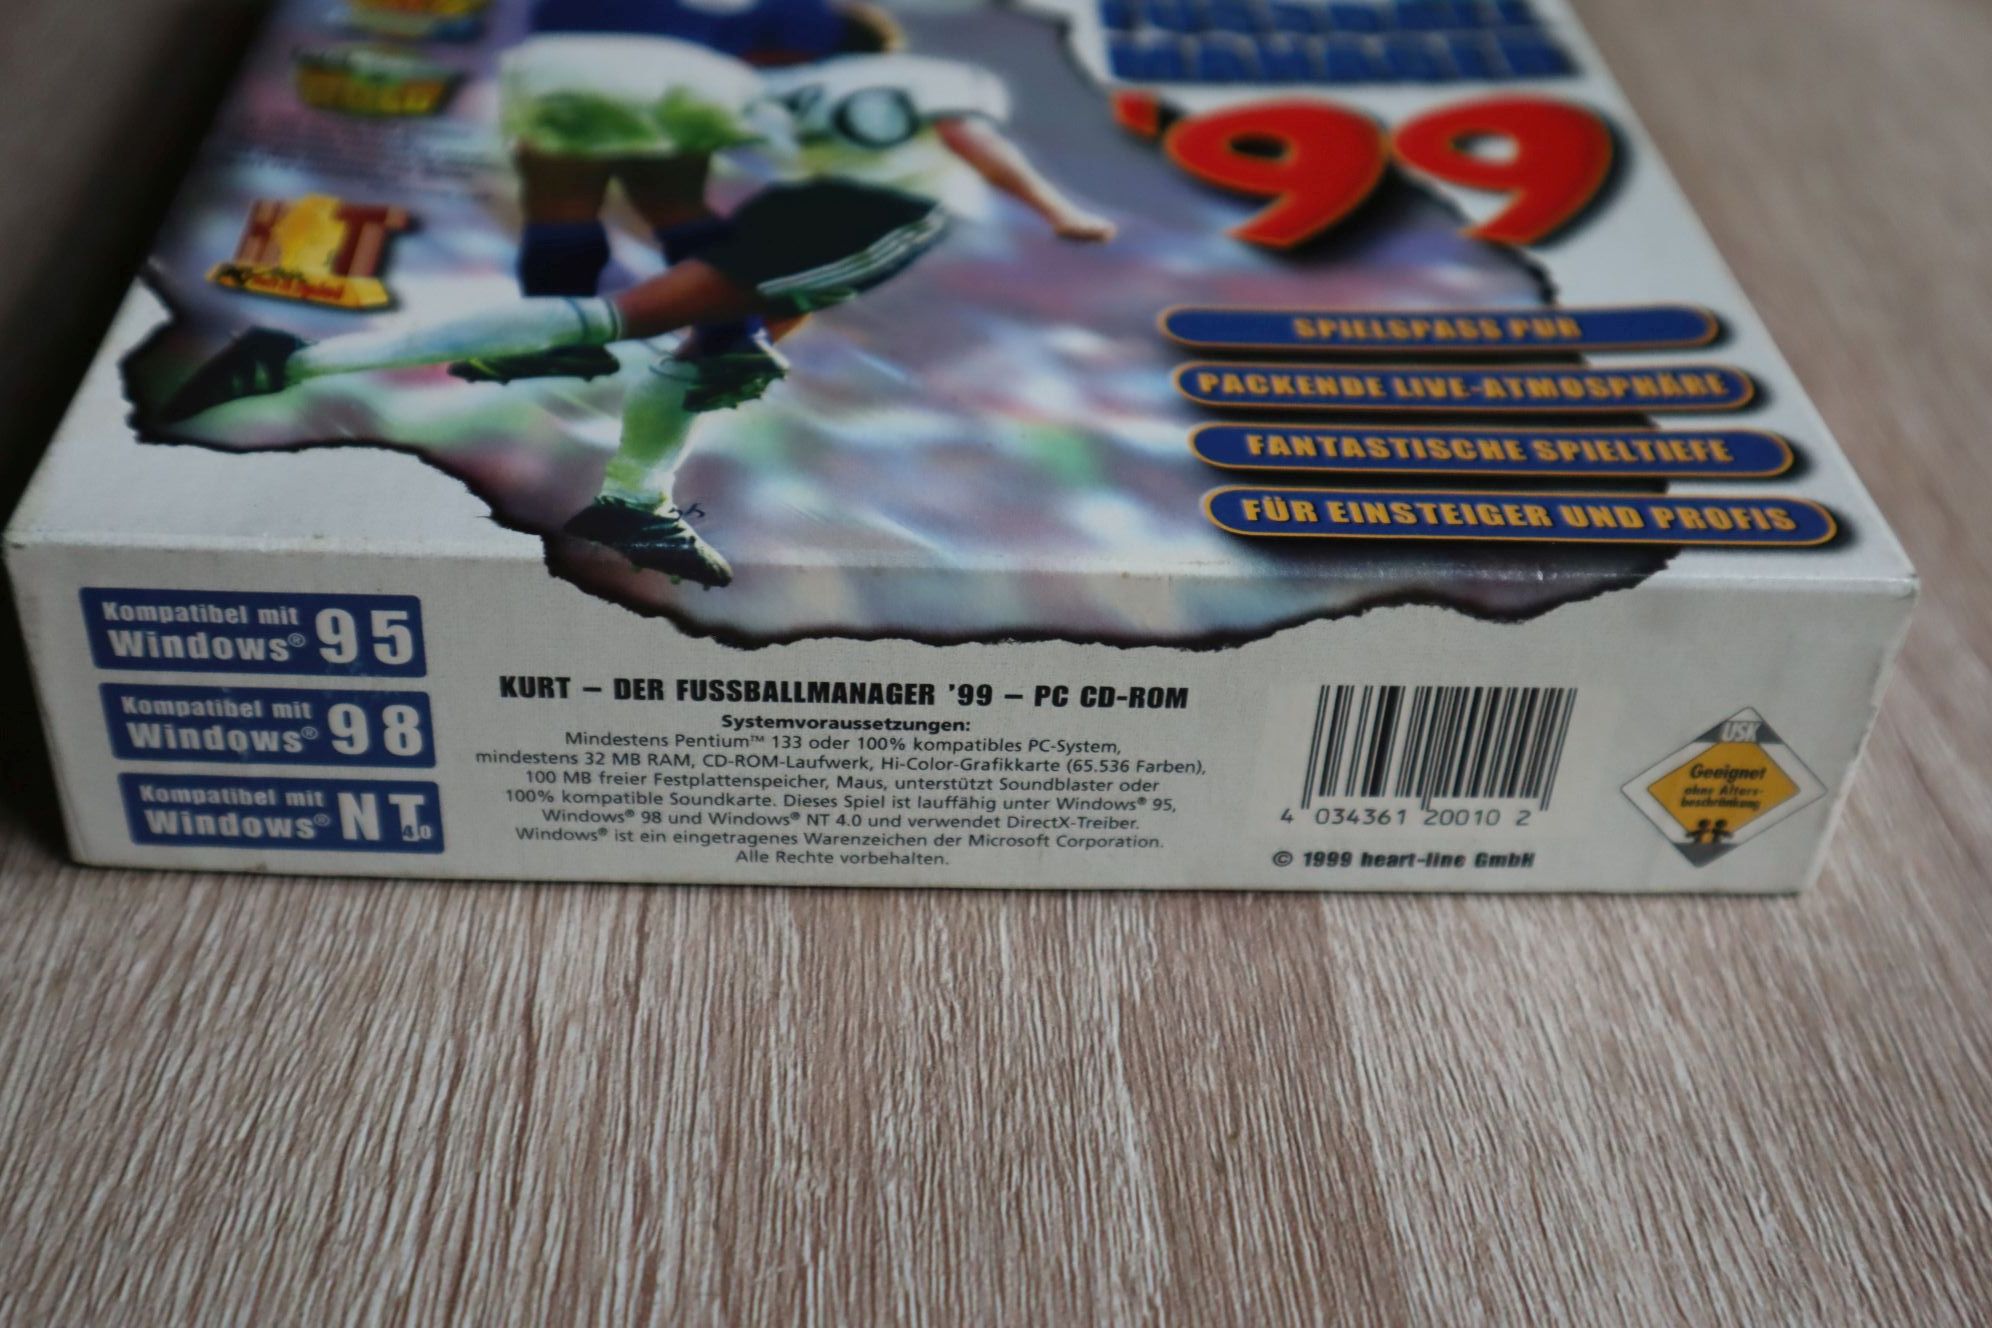 '99
SPIELSPASS PUR
PACKENDE LIVE-ATMOSPHÄRE
FANTASTISCHE SPIELTIEFE
FÜR EINSTEIGER UND PROFIS
Kompatibel mit
Windows® 95
Kompatibel mit
Windows® 98
Kompatibel mit
Windows® NT 4.0
KURT – DER FUSSBALLMANAGER '99 – PC CD-ROM
Systemvoraussetzungen:
Mindestens Pentium™ 133 oder 100% kompatibles PC-System,
mindestens 32 MB RAM, CD-ROM-Laufwerk, Hi-Color-Grafikkarte (65.536 Farben),
100 MB freier Festplattenspeicher, Maus, unterstützt Soundblaster oder
100% kompatible Soundkarte. Dieses Spiel ist lauffähig unter Windows® 95,
Windows® 98 und Windows® NT 4.0 und verwendet DirectX-Treiber.
Windows® ist ein eingetragenes Warenzeichen der Microsoft Corporation.
Alle Rechte vorbehalten.
4 034361 20010 2
© 1999 heart-line GmbH
USK
Geeignet
ohne Alters-
beschränkung